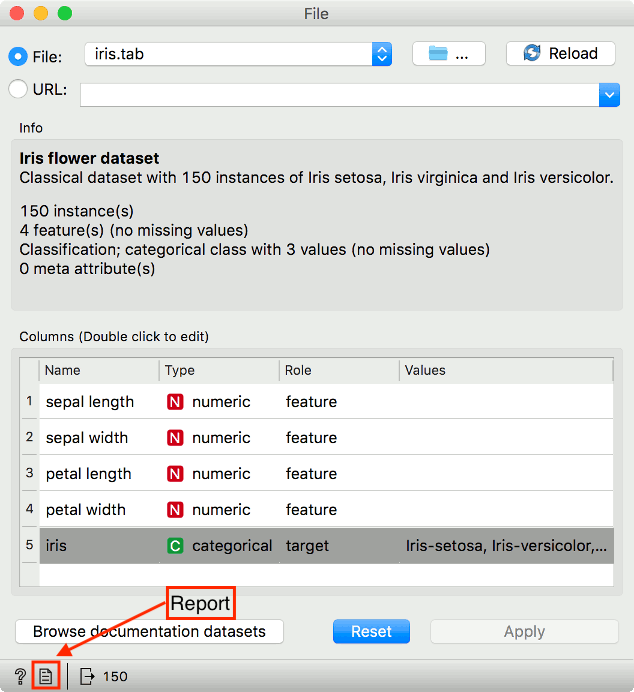 File
File: iris.tab ... Reload
URL:
Info
Iris flower dataset
Classical dataset with 150 instances of Iris setosa, Iris virginica and Iris versicolor.
150 instance(s)
4 feature(s) (no missing values)
Classification; categorical class with 3 values (no missing values)
0 meta attribute(s)
Columns (Double click to edit)
Name Type Role Values
1 sepal length N numeric feature
2 sepal width N numeric feature
3 petal length N numeric feature
4 petal width N numeric feature
5 iris C categorical target Iris-setosa, Iris-versicolor,...
Report
Browse documentation datasets Reset Apply
? 150